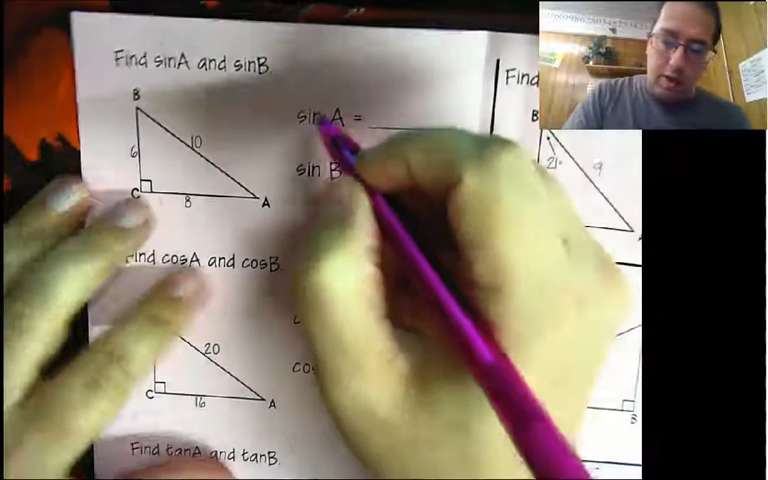 Find sinA and sinB.
B
sin A =
6
10
sin B
C
8
A
Find
B
21
9
Find cosA and cosB.
20
C
16
A
cos
B
Find tanA and tanB.